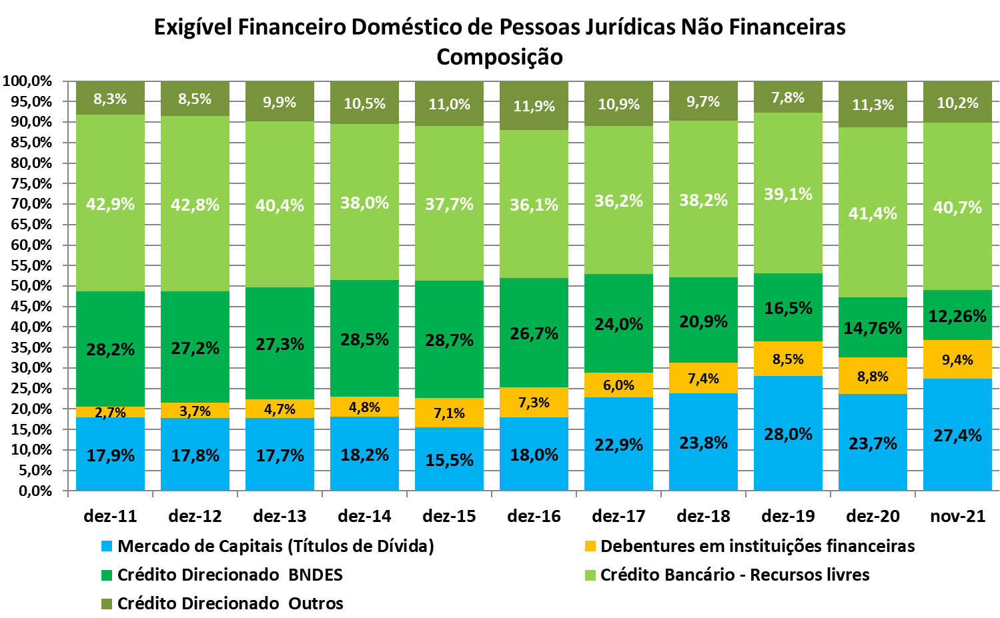 Exigível Financeiro Doméstico de Pessoas Jurídicas Não Financeiras
Composição
100,0%
95,0%
90,0%
85,0%
80,0%
75,0%
70,0%
65,0%
60,0%
55,0%
50,0%
45,0%
40,0%
35,0%
30,0%
25,0%
20,0%
15,0%
10,0%
5,0%
0,0%
8,3% 8,5% 9,9% 10,5% 11,0% 11,9% 10,9% 9,7% 7,8% 11,3% 10,2%
42,9% 42,8% 40,4% 38,0% 37,7% 36,1% 36,2% 38,2% 39,1% 41,4% 40,7%
28,2% 27,2% 27,3% 28,5% 28,7% 26,7% 24,0% 20,9% 16,5% 14,76% 12,26%
2,7% 3,7% 4,7% 4,8% 7,1% 7,3% 6,0% 7,4% 8,5% 8,8% 9,4%
17,9% 17,8% 17,7% 18,2% 15,5% 18,0% 22,9% 23,8% 28,0% 23,7% 27,4%
dez-11 dez-12 dez-13 dez-14 dez-15 dez-16 dez-17 dez-18 dez-19 dez-20 nov-21
Mercado de Capitais (Títulos de Dívida) Debentures em instituições financeiras
Crédito Direcionado BNDES Crédito Bancário - Recursos livres
Crédito Direcionado Outros